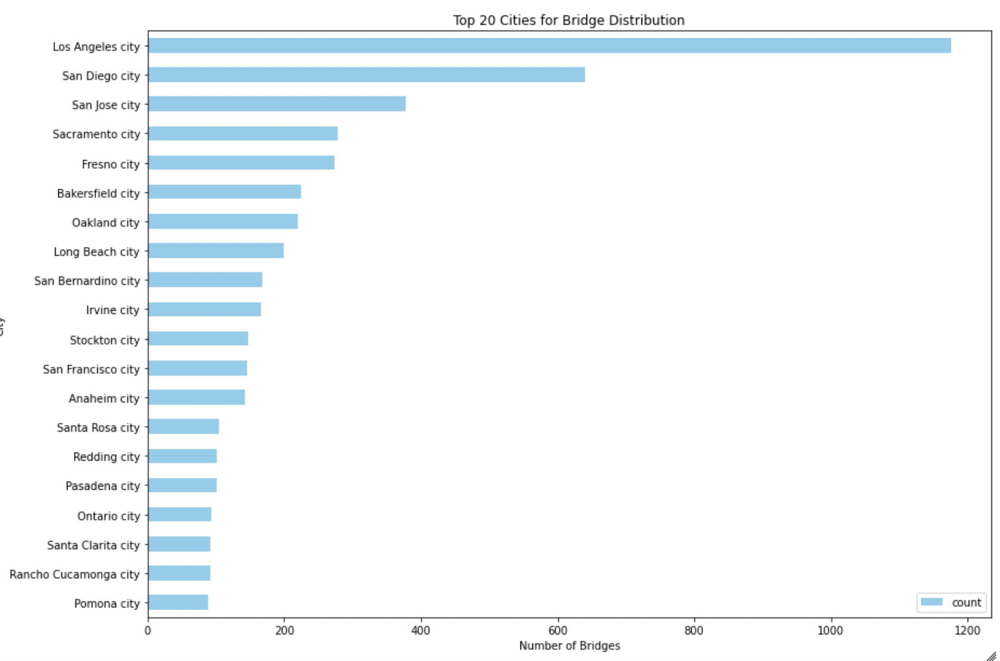 Top 20 Cities for Bridge Distribution
Los Angeles city
San Diego city
San Jose city
Sacramento city
Fresno city
Bakersfield city
Oakland city
Long Beach city
San Bernardino city
Irvine city
Stockton city
San Francisco city
Anaheim city
Santa Rosa city
Redding city
Pasadena city
Ontario city
Santa Clarita city
Rancho Cucamonga city
Pomona city
count
0 200 400 600 800 1000 1200
Number of Bridges